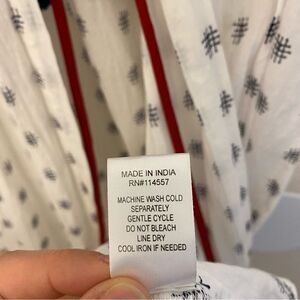 MADE IN INDIA
RN#114557
MACHINE WASH COLD
SEPARATELY
GENTLE CYCLE
DO NOT BLEACH
LINE DRY
COOL IRON IF NEEDED